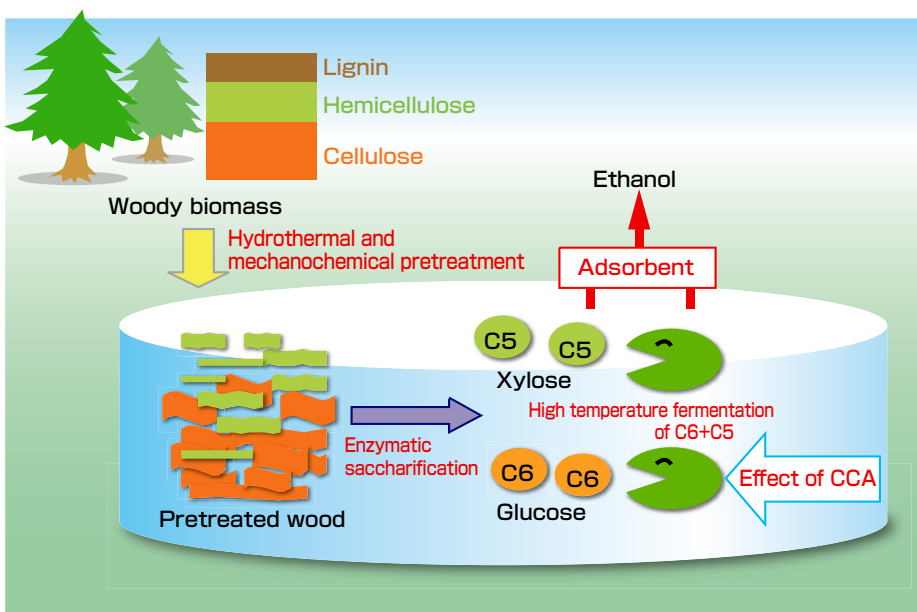 Lignin
Hemicellulose
Cellulose
Woody biomass
Ethanol
Hydrothermal and
mechanochemical pretreatment
Adsorbent
C5
C5
Xylose
High temperature fermentation
of C6+C5
Enzymatic
saccharification
C6
C6
Glucose
Effect of CCA
Pretreated wood